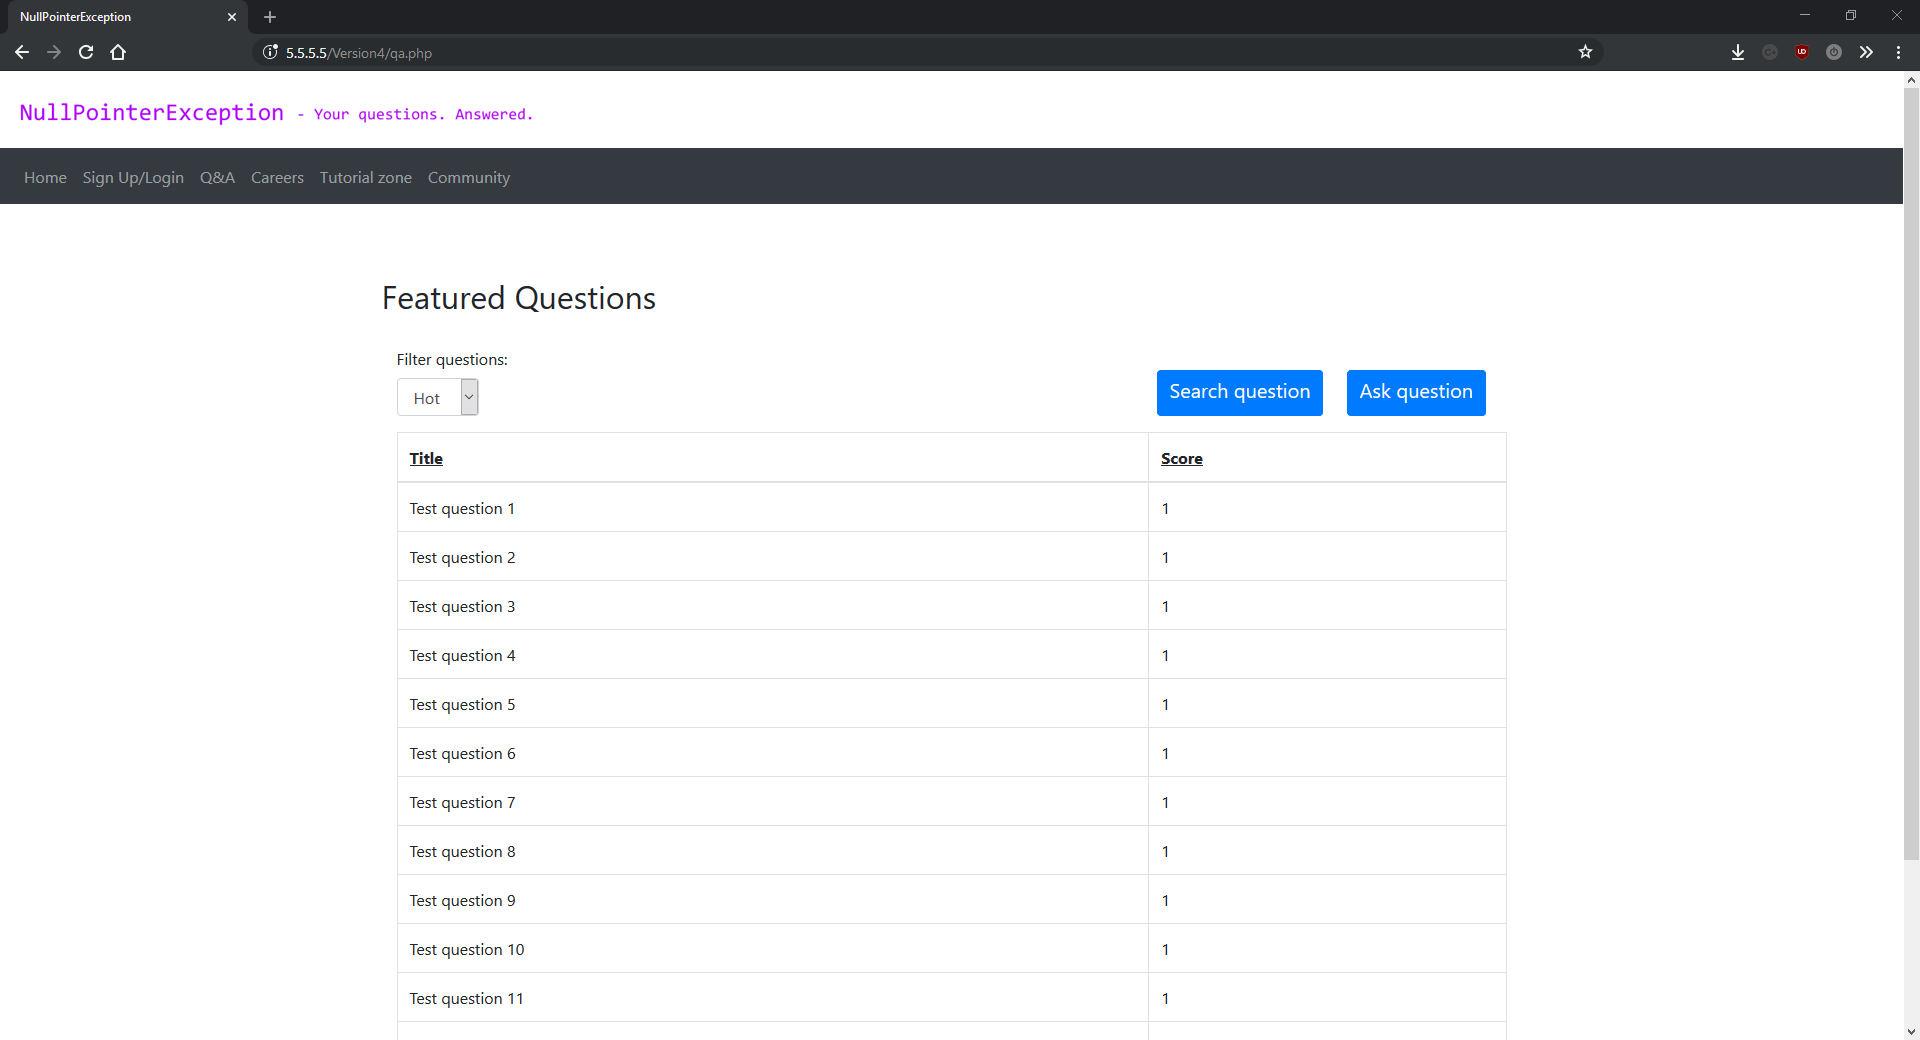 NullPointerException
5.5.5.5/Version4/qa.php
NullPointerException - Your questions. Answered.
Home Sign Up/Login Q&A Careers Tutorial zone Community
Featured Questions
Filter questions:
Hot Search question Ask question
Title Score
Test question 1 1
Test question 2 1
Test question 3 1
Test question 4 1
Test question 5 1
Test question 6 1
Test question 7 1
Test question 8 1
Test question 9 1
Test question 10 1
Test question 11 1